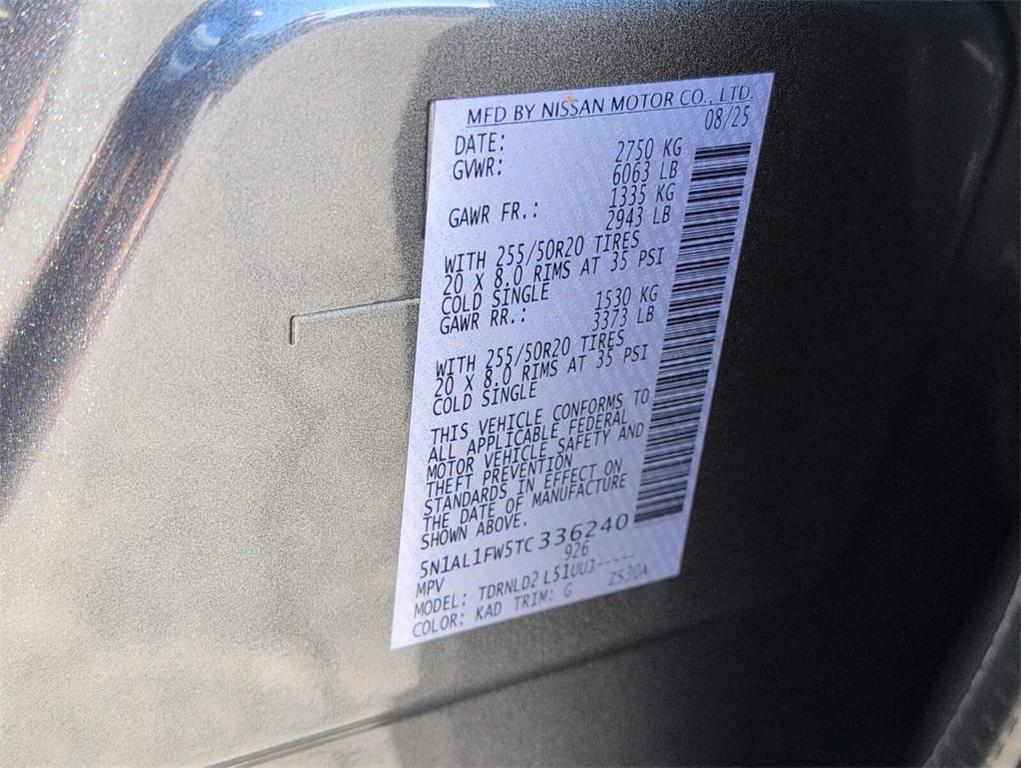 MFD BY NISSAN MOTOR CO., LTD.
DATE: 08/25
GVWR: 2750 KG
6063 LB
GAWR FR.: 1335 KG
2943 LB
WITH 255/50R20 TIRES
20 X 8.0 RIMS AT 35 PSI
COLD SINGLE
GAWR RR.: 1530 KG
3373 LB
WITH 255/50R20 TIRES
20 X 8.0 RIMS AT 35 PSI
COLD SINGLE
THIS VEHICLE CONFORMS TO
ALL APPLICABLE FEDERAL
MOTOR VEHICLE SAFETY AND
THEFT PREVENTION
STANDARDS IN EFFECT ON
THE DATE OF MANUFACTURE
SHOWN ABOVE.
5N1AL1FW5TC336240
MPV 926
MODEL: TDRNLD2 L51UUJ-----
COLOR: KAD TRIM: G ZS30A